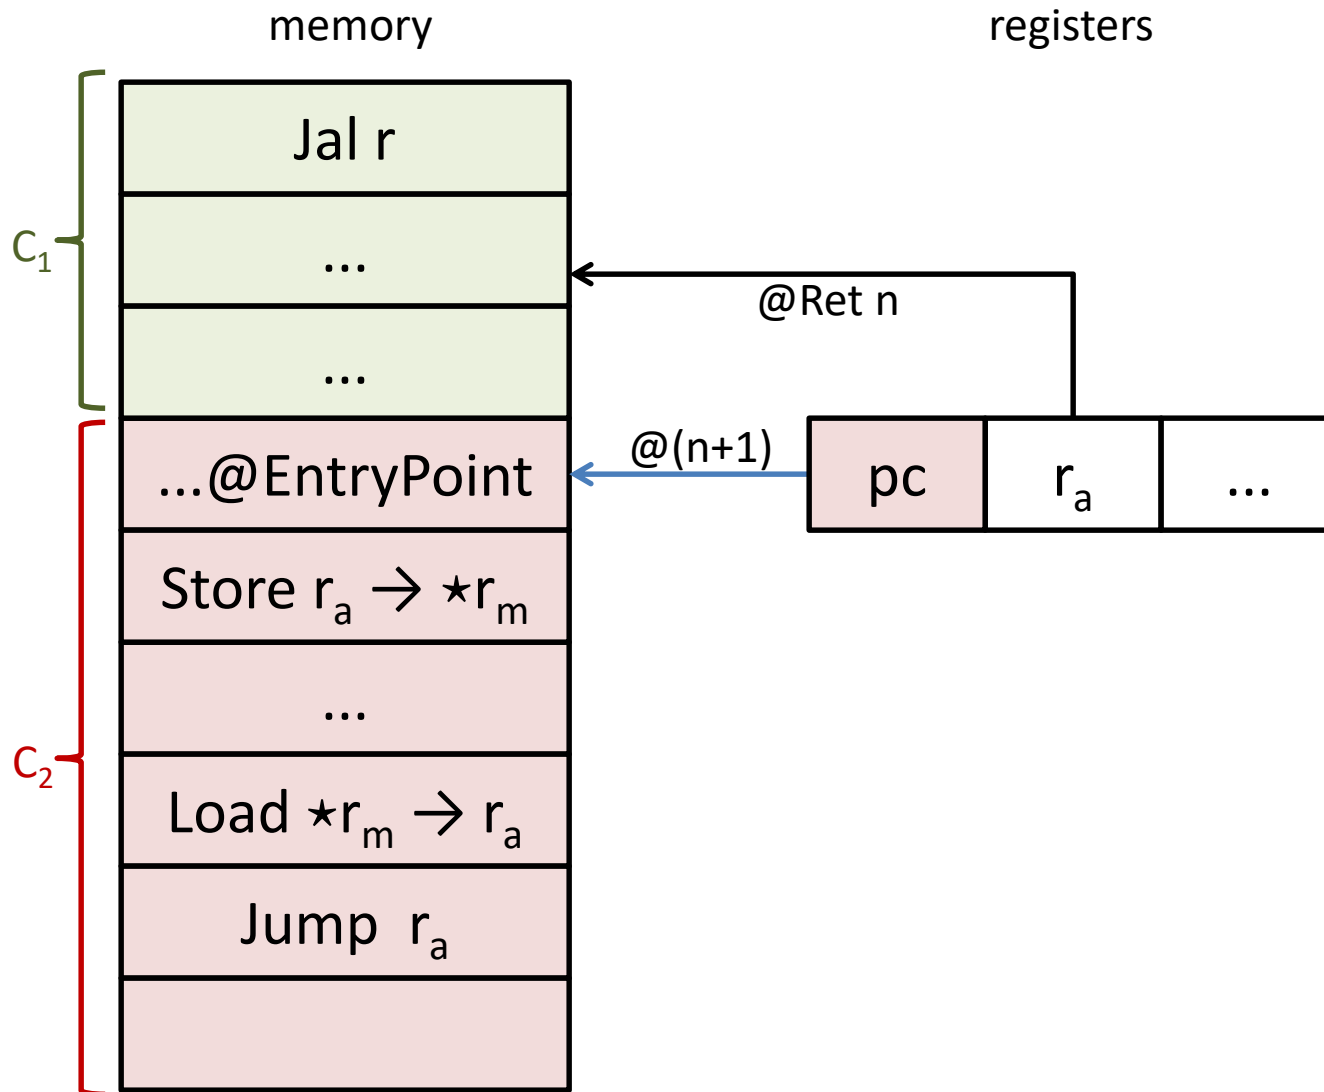 memory
registers
Jal r
C₁
...
@Ret n
...
...@EntryPoint
@(n+1)
pc
rₐ
...
Store rₐ → ⋆rₘ
...
C₂
Load ⋆rₘ → rₐ
Jump rₐ